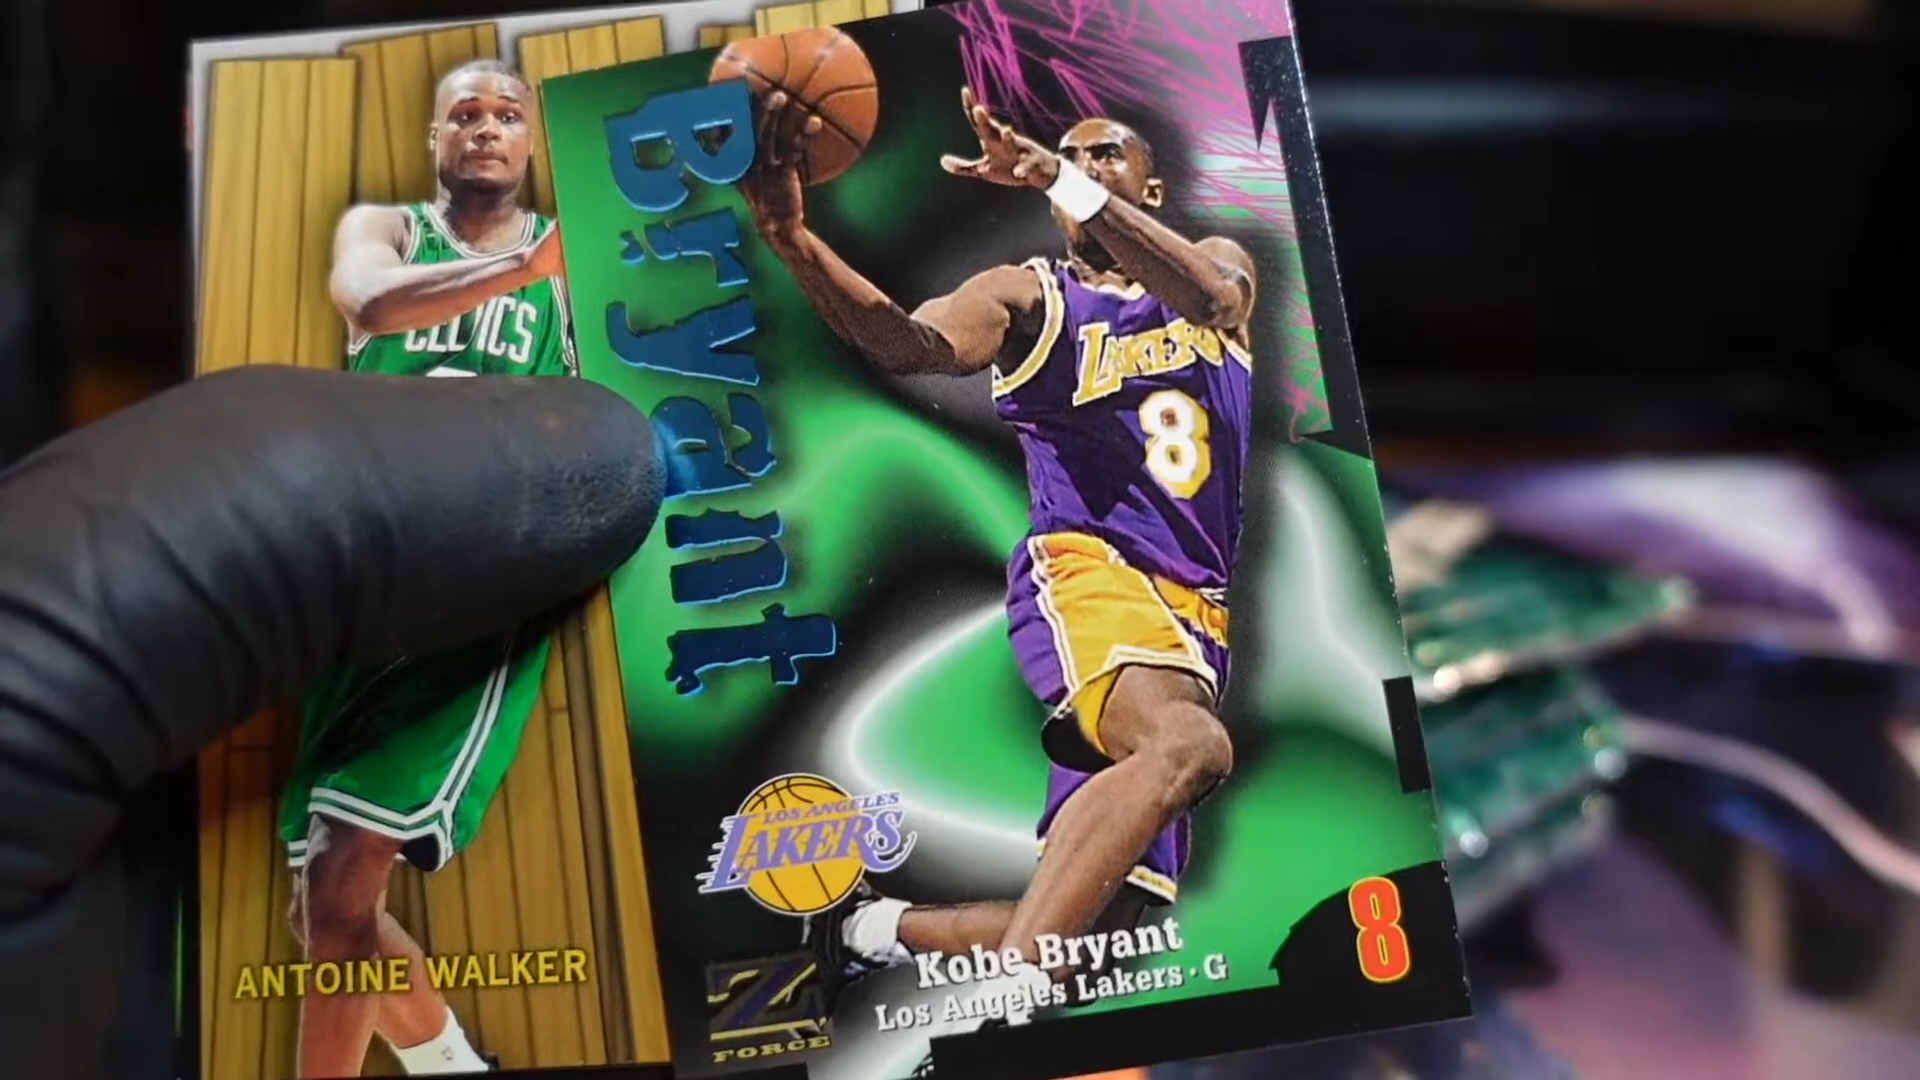 CELTICS
ANTOINE WALKER
Bryant
LAKERS
8
LOS ANGELES
LAKERS
Z
FORCE
Kobe Bryant
Los Angeles Lakers · G
8